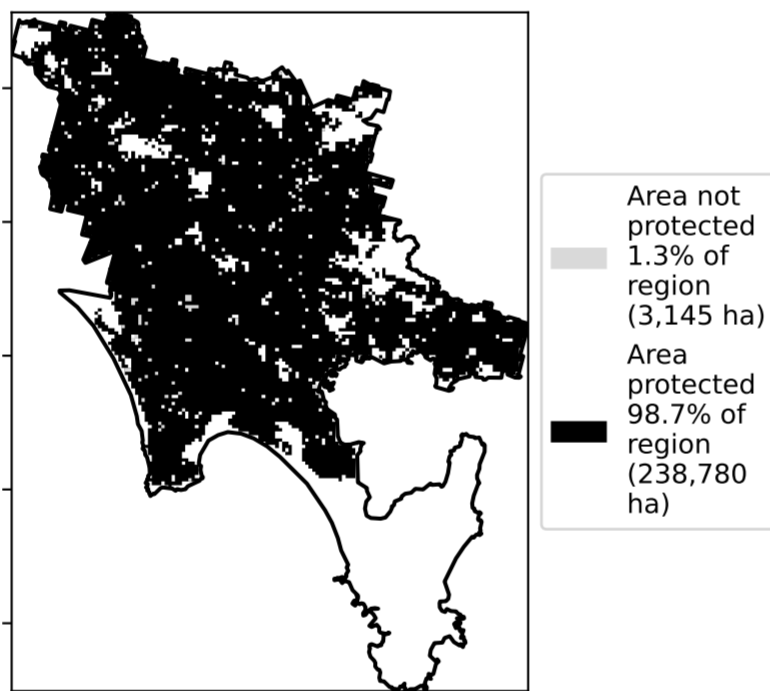 Area not
protected
1.3% of
region
(3,145 ha)
Area
protected
98.7% of
region
(238,780
ha)